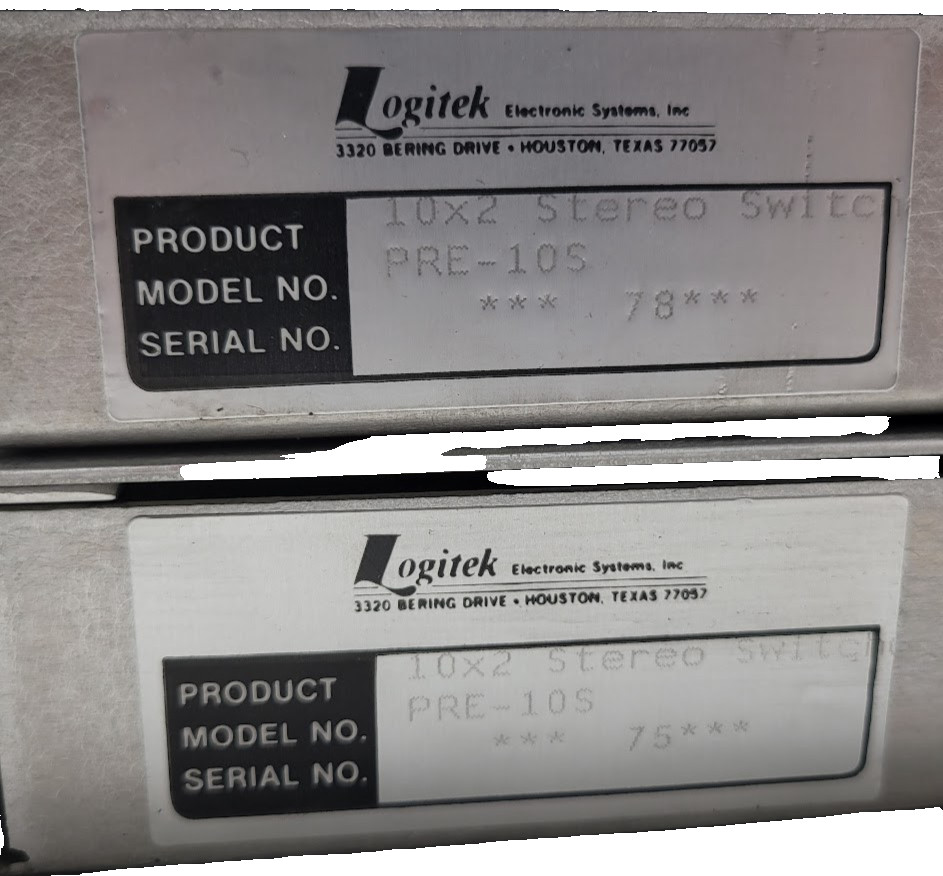 Logitek Electronic Systems, Inc
3320 BERING DRIVE • HOUSTON, TEXAS 77057
PRODUCT 10x2 Stereo Switch
MODEL NO. PRE-10S
SERIAL NO. *** 78***
Logitek Electronic Systems, Inc
3320 BERING DRIVE • HOUSTON, TEXAS 77057
PRODUCT 10x2 Stereo Switche
MODEL NO. PRE-10S
SERIAL NO. *** 75***